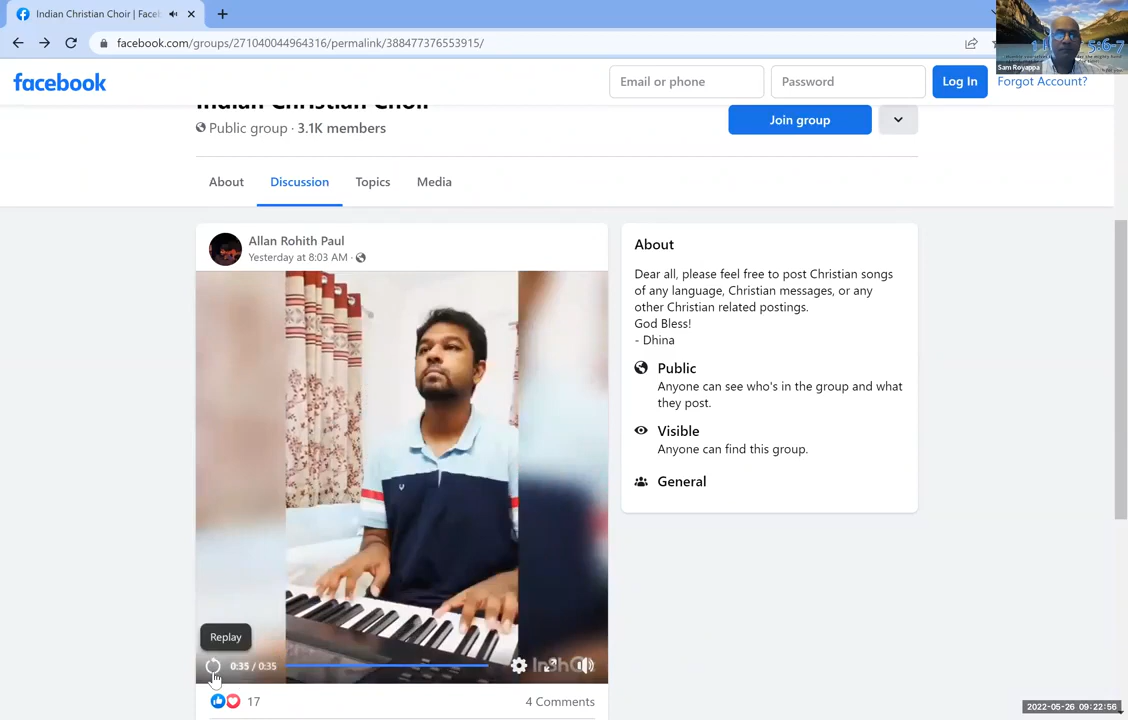 Indian Christian Choir | Faceb
facebook.com/groups/271040044964316/permalink/388477376553915/
Sam Royappa
facebook
Email or phone
Password
Log In
Forgot Account?
Indian Christian Choir
Public group · 3.1K members
Join group
About
Discussion
Topics
Media
Allan Rohith Paul
Yesterday at 8:03 AM ·
Replay
0:35 / 0:35
InShO
17
4 Comments
About
Dear all, please feel free to post Christian songs
of any language, Christian messages, or any
other Christian related postings.
God Bless!
- Dhina
Public
Anyone can see who's in the group and what
they post.
Visible
Anyone can find this group.
General
2022-05-26 09:22:56